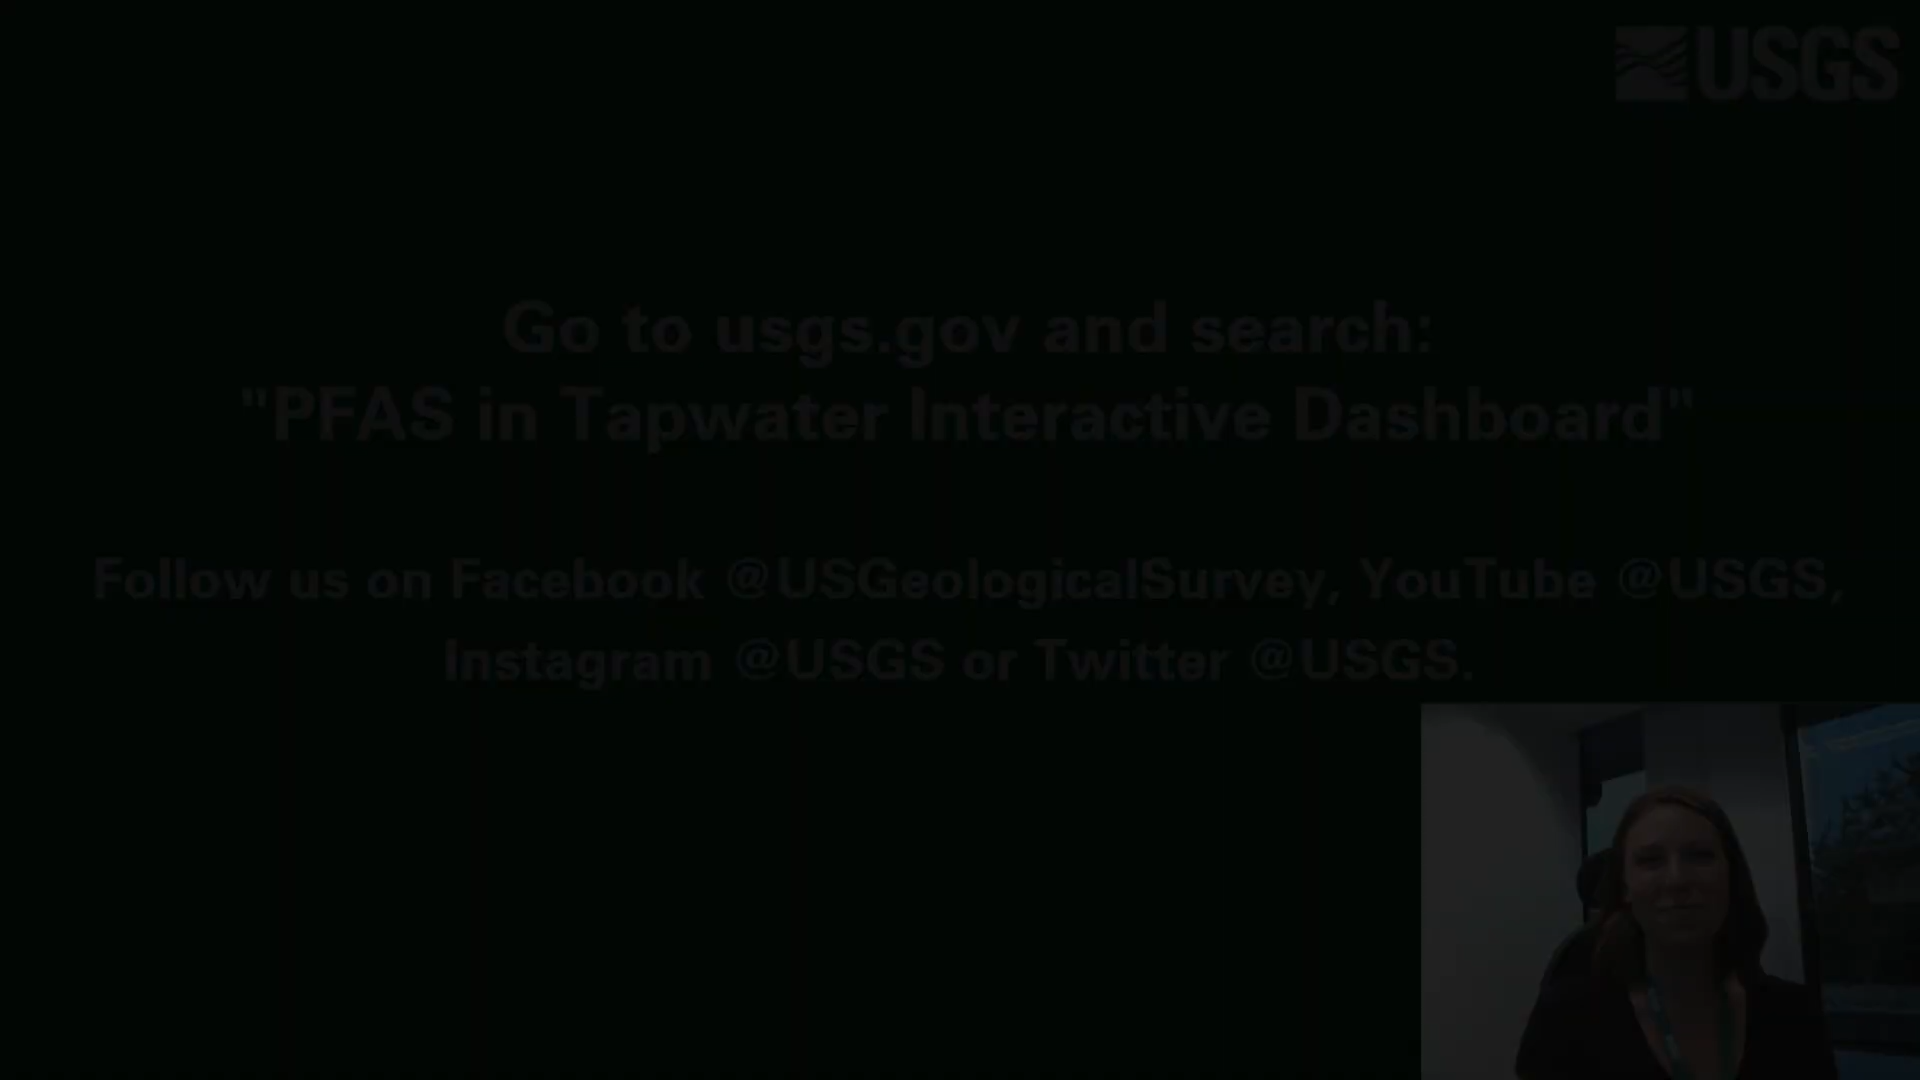 USGS
Go to usgs.gov and search:
"PFAS in Tapwater Interactive Dashboard"
Follow us on Facebook @USGeologicalSurvey, YouTube @USGS,
Instagram @USGS or Twitter @USGS.